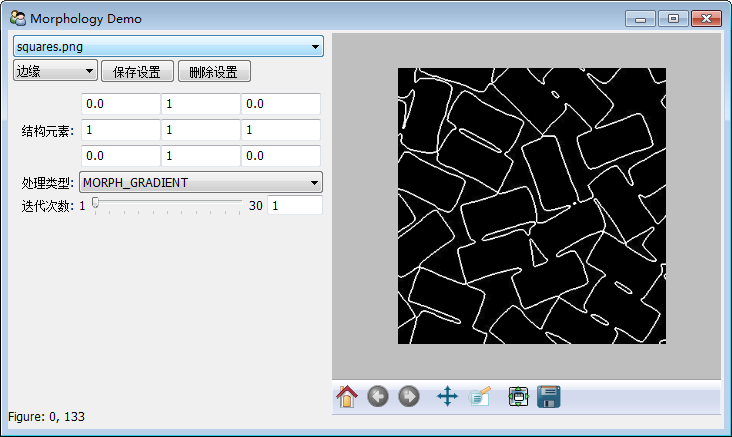 Morphology Demo
squares.png
边缘 保存设置 删除设置
0.0 1 0.0
结构元素: 1 1 1
0.0 1 0.0
处理类型: MORPH_GRADIENT
迭代次数: 1 30 1
Figure: 0, 133